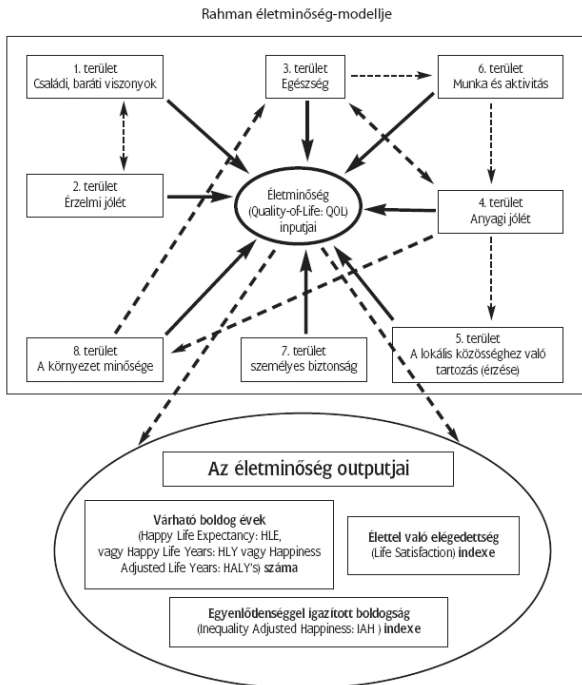 Rahman életminőség-modellje
1. terület
Családi, baráti viszonyok
3. terület
Egészség
6. terület
Munka és aktivitás
2. terület
Érzelmi jólét
Életminőség
(Quality-of-Life: QOL)
inputjai
4. terület
Anyagi jólét
8. terület
A környezet minősége
7. terület
személyes biztonság
5. terület
A lokális közösséghez való
tartozás (érzése)
Az életminőség outputjai
Várható boldog évek
(Happy Life Expectancy: HLE,
vagy Happy Life Years: HLY vagy Happiness
Adjusted Life Years: HALY's) száma
Élettel való elégedettség
(Life Satisfaction) indexe
Egyenlődenséggel igazított boldogság
(Inequality Adjusted Happiness: IAH ) indexe